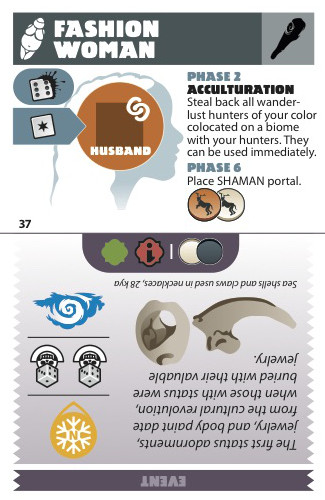 FASHION
WOMAN
HUSBAND
PHASE 2
ACCULTURATION
Steal back all wander-
lust hunters of your color
colocated on a biome
with your hunters. They
can be used immediately.
PHASE 6
Place SHAMAN portal.
37
EVENT
The first status adornments,
jewelry, and body paint date
from the cultural revolution,
when those with status were
buried with their valuable
jewelry.
Sea shells and claws used in necklaces, 28 kya